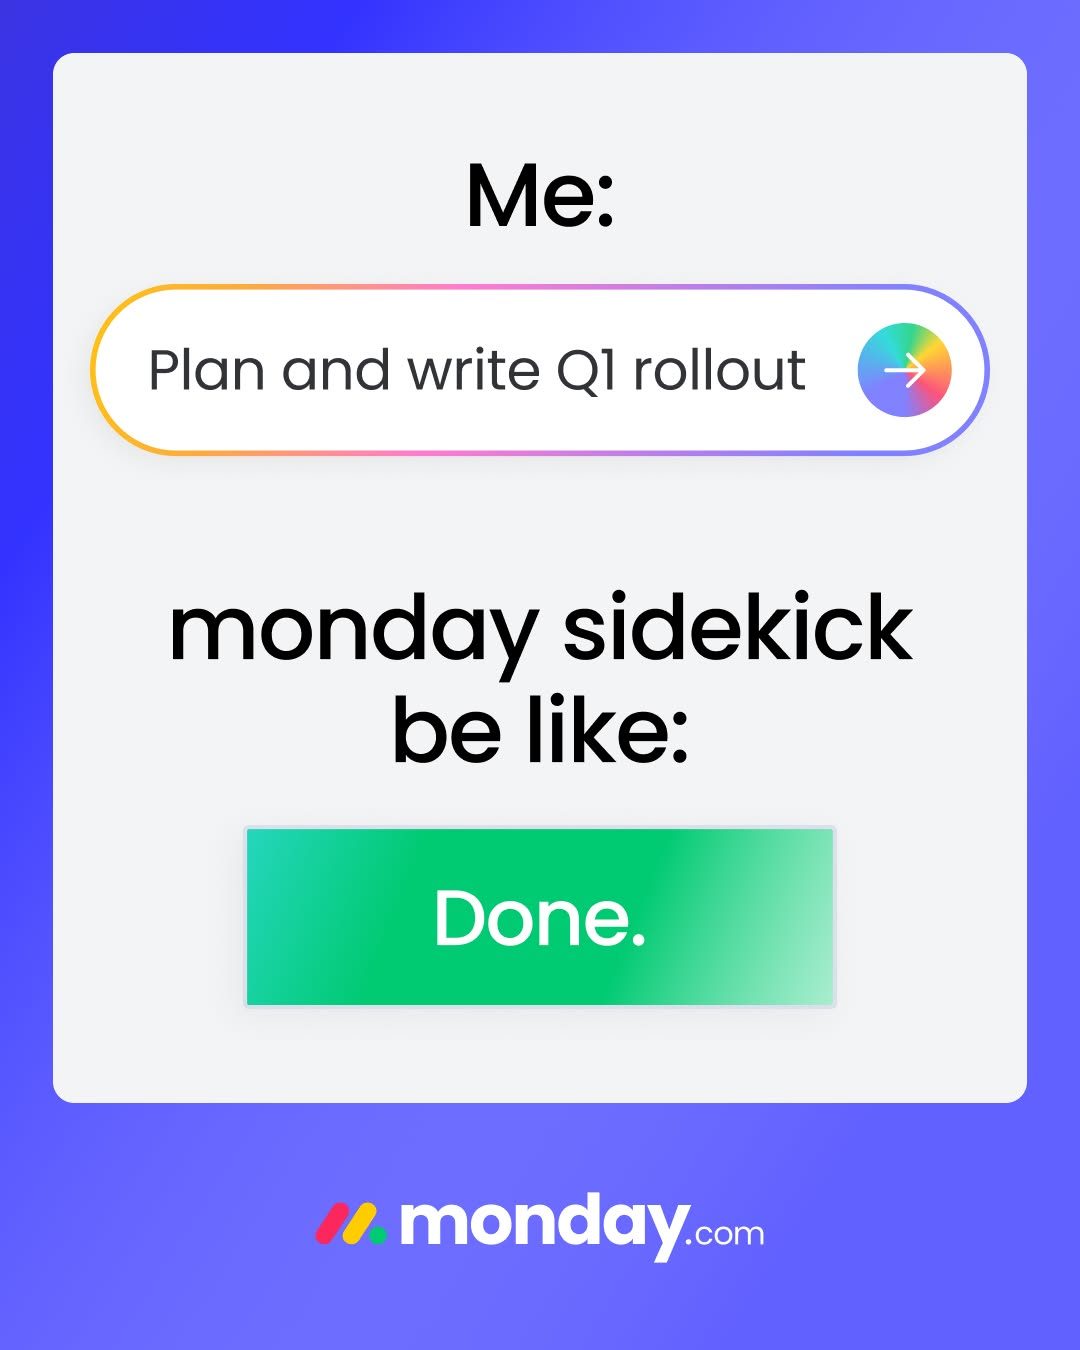 Me:
Plan and write Q1 rollout
monday sidekick
be like:
Done.
monday.com